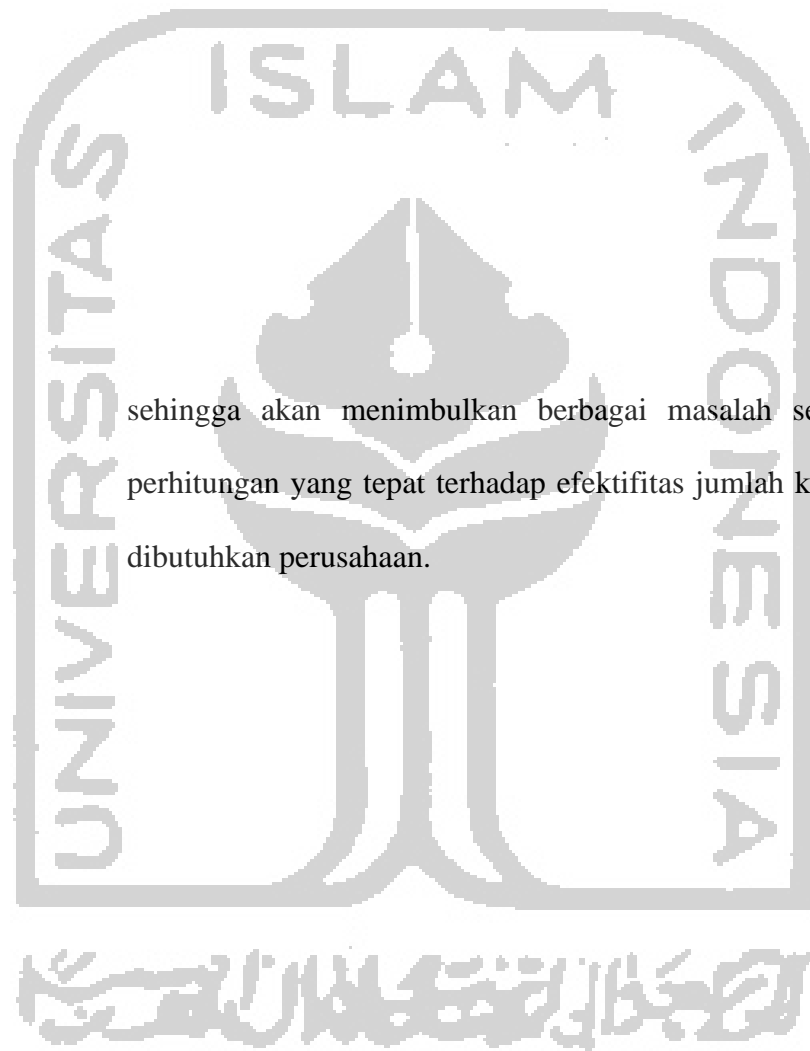 ISLAM
UNIVERSITAS
INDONESIA
sehingga akan menimbulkan berbagai masalah
perhitungan yang tepat terhadap efektifitas jumlah
dibutuhkan perusahaan.